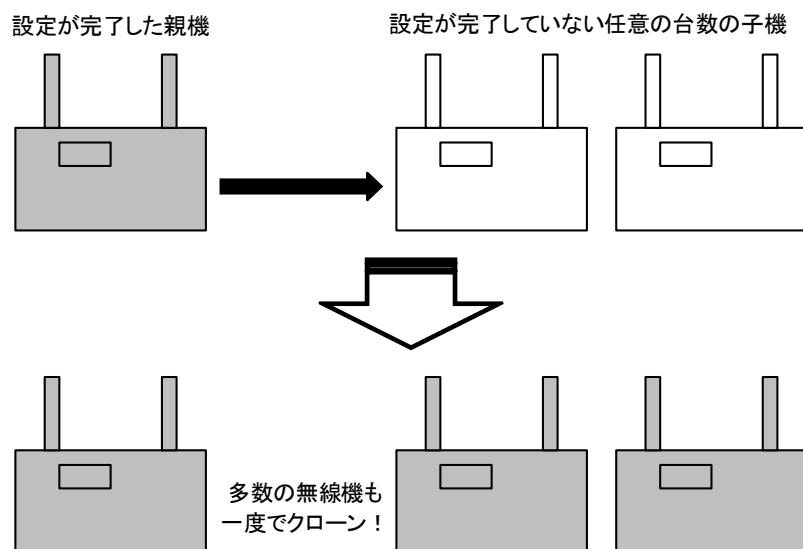 設定が完了した親機
設定が完了していない任意の台数の子機
多数の無線機も
一度でクローン！